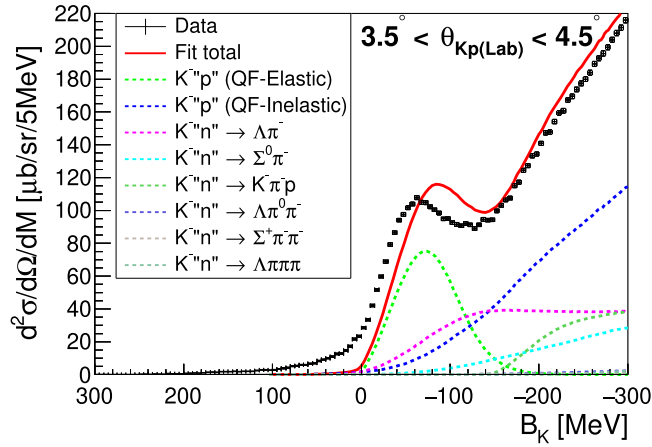 220
200
180
160
140
120
100
80
60
40
20
0
d²σ/dΩ/dM [μb/sr/5MeV]
Data
Fit total
K⁻"p" (QF-Elastic)
K⁻"p" (QF-Inelastic)
K⁻"n" → Λπ⁻
K⁻"n" → Σ⁰π⁻
K⁻"n" → K⁻π⁻p
K⁻"n" → Λπ⁰π⁻
K⁻"n" → Σ⁺π⁻π⁻
K⁻"n" → Λπππ
3.5° < θKp(Lab) < 4.5°
300 200 100 0 −100 −200 −300
B_K [MeV]